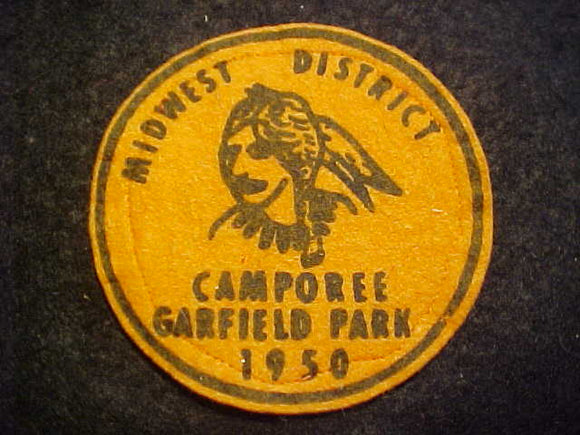 MIDWEST DISTRICT
CAMPOREE
GARFIELD PARK
1950